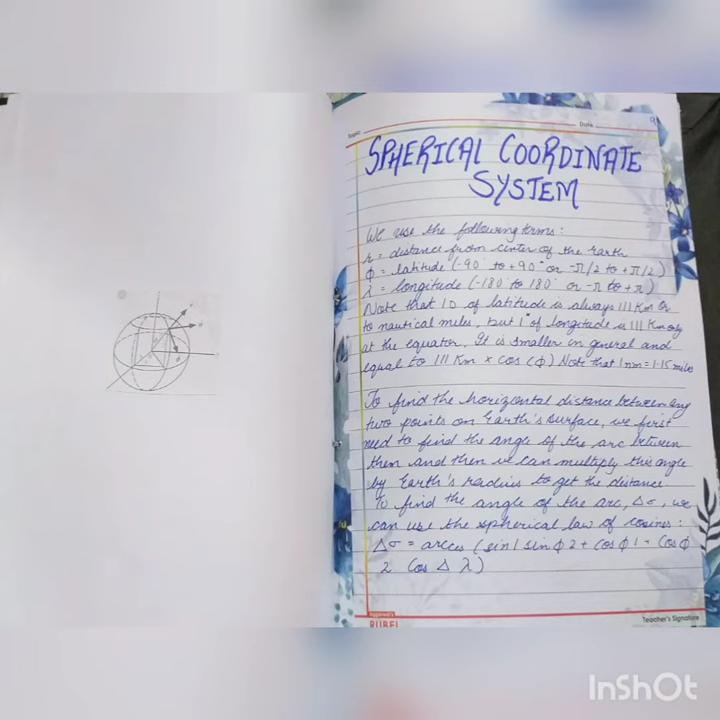 Topic
Date
SPHERICAL COORDINATE
SYSTEM
We use the following terms:
r = distance from center of the Earth
φ = latitude (-90° to +90° or -π/2 to +π/2)
λ = longitude (-180° to 180° or -π to +π)
Note that 1D of latitude is always 111 Km or
to nautical miles, but 1° of longitude is 111 Km only
at the equator. It is smaller in general and
equal to 111 Km x cos (φ) Note that 1nm = 1.15 miles
To find the horizontal distance between any
two points on Earth's surface, we first
need to find the angle of the arc between
them and then we can multiply this angle
by Earth's radius to get the distance
To find the angle of the arc, Δσ, we
can use the spherical law of cosines:
Δσ = arccos (sin 1 sin φ 2 + cos φ 1 + cos φ
2 cos Δ λ)
Teacher's Signature
InShOt